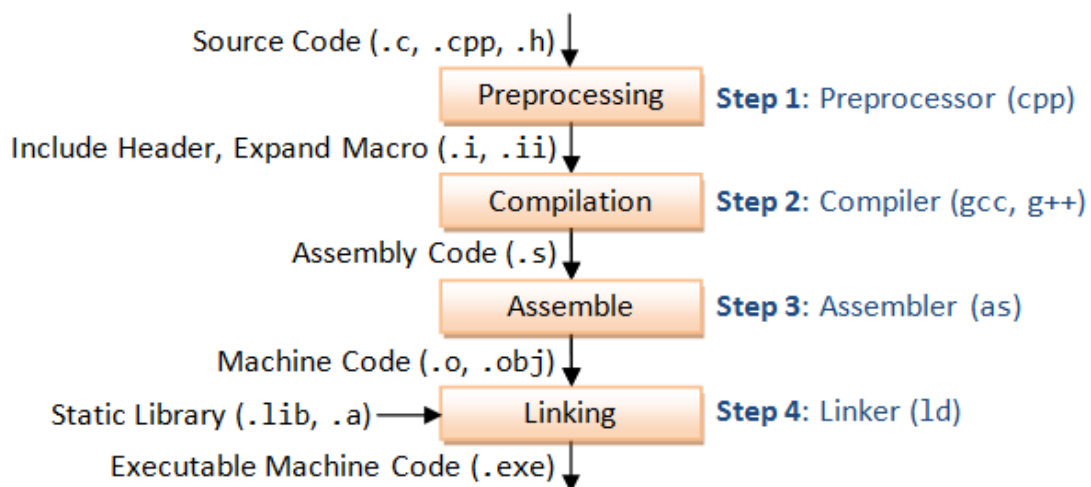 Source Code (.c, .cpp, .h)
Preprocessing
Step 1: Preprocessor (cpp)
Include Header, Expand Macro (.i, .ii)
Compilation
Step 2: Compiler (gcc, g++)
Assembly Code (.s)
Assemble
Step 3: Assembler (as)
Machine Code (.o, .obj)
Static Library (.lib, .a)
Linking
Step 4: Linker (ld)
Executable Machine Code (.exe)